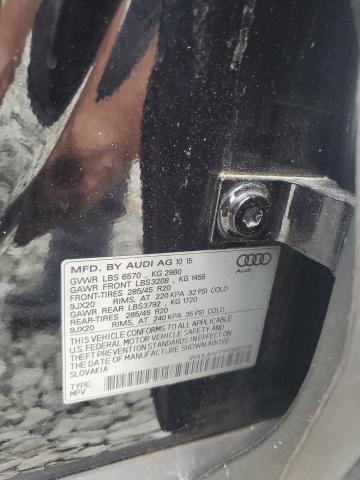 MFD. BY AUDI AG 10 15
GVWR LBS 6570 , KG 2980
GAWR FRONT LBS3208 , KG 1455
FRONT-TIRES 285/45 R20
9JX20 RIMS, AT 220 KPA, 32 PSI COLD
GAWR REAR LBS3792 , KG 1720
REAR-TIRES 285/45 R20
9JX20 RIMS, AT 240 KPA, 35 PSI COLD
THIS VEHICLE CONFORMS TO ALL APPLICABLE
U.S. FEDERAL MOTOR VEHICLE SAFETY AND
THEFT PREVENTION STANDARDS IN EFFECT ON
THE DATE OF MANUFACTURE SHOWN ABOVE.
SLOVAKIA
TYPE:
MPV
Audi